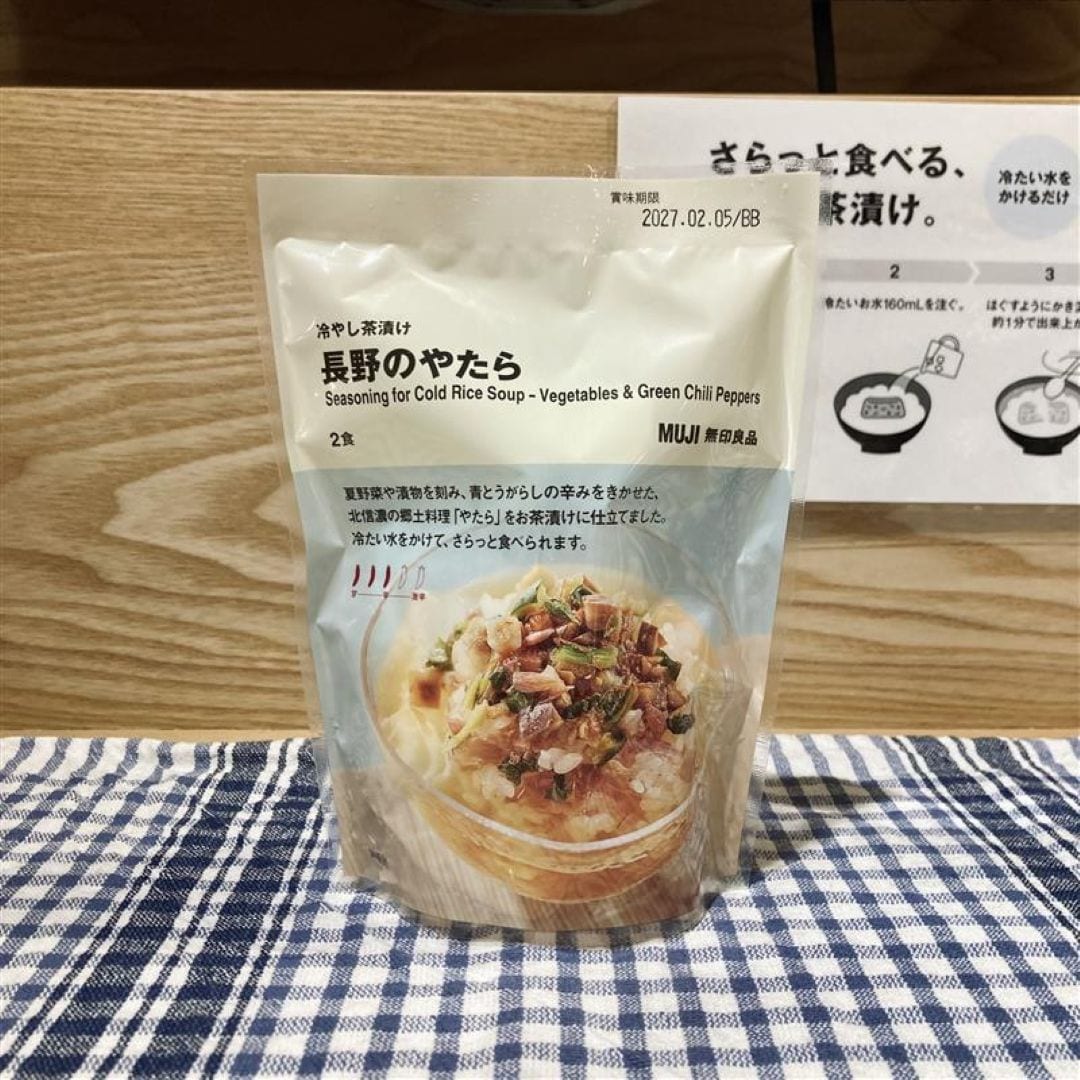 賞味期限
2027.02.05/BB
冷やし茶漬け
長野のやたら
Seasoning for Cold Rice Soup – Vegetables & Green Chili Peppers
2食
MUJI 無印良品
夏野菜や漬物を刻み、青とうがらしの辛みをきかせた、
北信濃の郷土料理「やたら」をお茶漬けに仕立てました。
冷たい水をかけて、さらっと食べられます。
辛
激辛
さらっと食べる、
茶漬け。
冷たい水を
かけるだけ
2
3
冷たいお水160mLを注ぐ。
ほぐすようにかき
約1分で出来上が